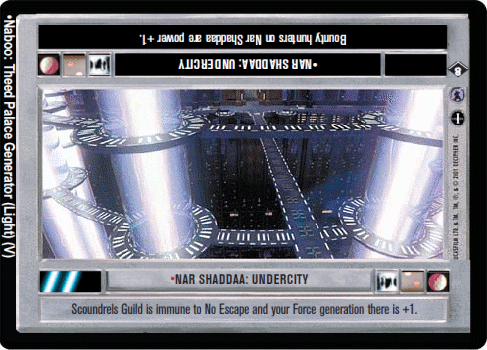 Bounty hunters on Nar Shaddaa are power +1.
•NAR SHADDAA: UNDERCITY
8
•Naboo: Theed Palace Generator (Light) (V)
•NAR SHADDAA: UNDERCITY
Scoundrels Guild is immune to No Escape and your Force generation there is +1.